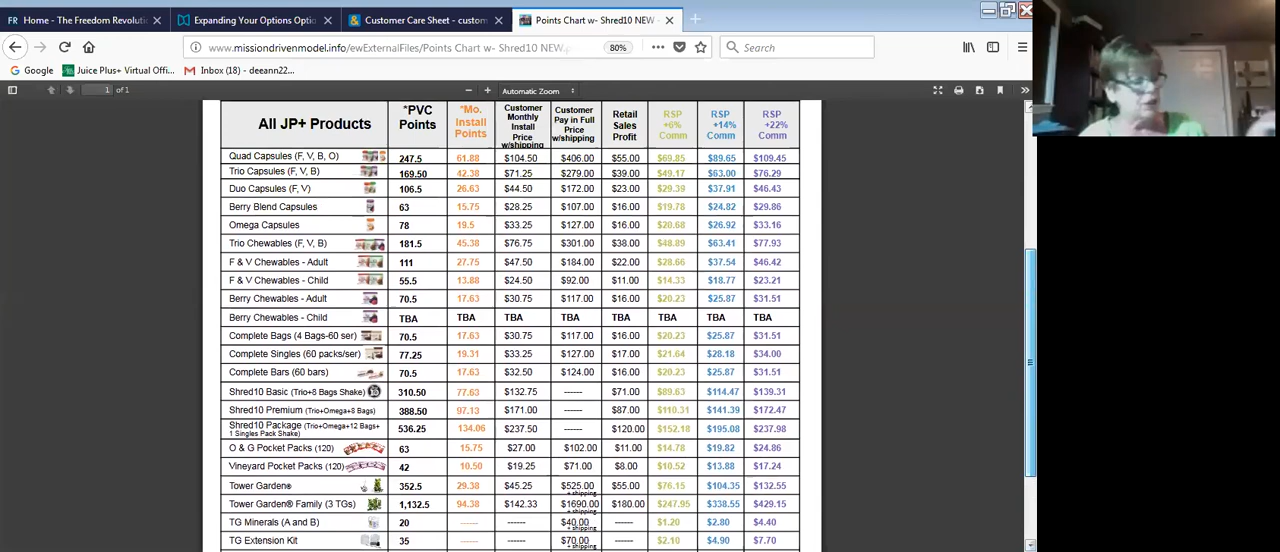 Home - The Freedom Revoluti
Expanding Your Options Optio
Customer Care Sheet - custom
Points Chart w- Shred10 NEW
www.missiondrivenmodel.info/ewExternalFiles/Points Chart w- Shred10 NEW.p
80%
Search
Google
Juice Plus+ Virtual Offi...
Inbox (18) - deeann22...
1 of 1
Automatic Zoom
All JP+ Products *PVC Points *Mo. Install Points Customer Monthly Install Price w/shipping Customer Pay in Full Price w/shipping Retail Sales Profit RSP +6% Comm RSP +14% Comm RSP +22% Comm
Quad Capsules (F, V, B, O) 247.5 61.88 $104.50 $406.00 $55.00 $69.85 $89.65 $109.45
Trio Capsules (F, V, B) 169.50 42.38 $71.25 $279.00 $39.00 $49.17 $63.00 $76.29
Duo Capsules (F, V) 106.5 26.63 $44.50 $172.00 $23.00 $29.39 $37.91 $46.43
Berry Blend Capsules 63 15.75 $28.25 $107.00 $16.00 $19.78 $24.82 $29.86
Omega Capsules 78 19.5 $33.25 $127.00 $16.00 $20.68 $26.92 $33.16
Trio Chewables (F, V, B) 181.5 45.38 $76.75 $301.00 $38.00 $48.89 $63.41 $77.93
F & V Chewables - Adult 111 27.75 $47.50 $184.00 $22.00 $28.66 $37.54 $46.42
F & V Chewables - Child 55.5 13.88 $24.50 $92.00 $11.00 $14.33 $18.77 $23.21
Berry Chewables - Adult 70.5 17.63 $30.75 $117.00 $16.00 $20.23 $25.87 $31.51
Berry Chewables - Child TBA TBA TBA TBA TBA TBA TBA TBA
Complete Bags (4 Bags-60 ser) 70.5 17.63 $30.75 $117.00 $16.00 $20.23 $25.87 $31.51
Complete Singles (60 packs/ser) 77.25 19.31 $33.25 $127.00 $17.00 $21.64 $28.18 $34.00
Complete Bars (60 bars) 70.5 17.63 $32.50 $124.00 $16.00 $20.23 $25.87 $31.51
Shred10 Basic (Trio+8 Bags Shake) 310.50 77.63 $132.75 ------ $71.00 $89.63 $114.47 $139.31
Shred10 Premium (Trio+Omega+8 Bags) 388.50 97.13 $171.00 ------ $87.00 $110.31 $141.39 $172.47
Shred10 Package (Trio+Omega+12 Bags+ 1 Singles Pack Shake) 536.25 134.06 $237.50 ------ $120.00 $152.18 $195.08 $237.98
O & G Pocket Packs (120) 63 15.75 $27.00 $102.00 $11.00 $14.78 $19.82 $24.86
Vineyard Pocket Packs (120) 42 10.50 $19.25 $71.00 $8.00 $10.52 $13.88 $17.24
Tower Garden® 352.5 29.38 $45.25 $525.00 + shipping $55.00 $76.15 $104.35 $132.55
Tower Garden® Family (3 TGs) 1,132.5 94.38 $142.33 $1690.00 + shipping $180.00 $247.95 $338.55 $429.15
TG Minerals (A and B) 20 ------ ------ $40.00 + shipping ------ $1.20 $2.80 $4.40
TG Extension Kit 35 ------ ------ $70.00 + shipping ------ $2.10 $4.90 $7.70